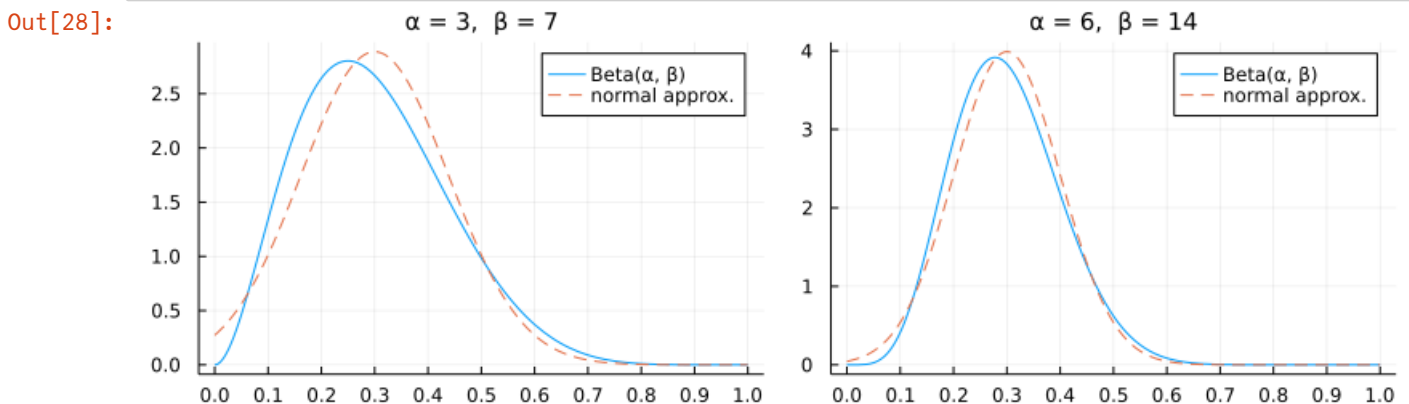 Out[28]:
α = 3, β = 7
Beta(α, β)
normal approx.
2.5
2.0
1.5
1.0
0.5
0.0
0.0 0.1 0.2 0.3 0.4 0.5 0.6 0.7 0.8 0.9 1.0
α = 6, β = 14
Beta(α, β)
normal approx.
4
3
2
1
0
0.0 0.1 0.2 0.3 0.4 0.5 0.6 0.7 0.8 0.9 1.0